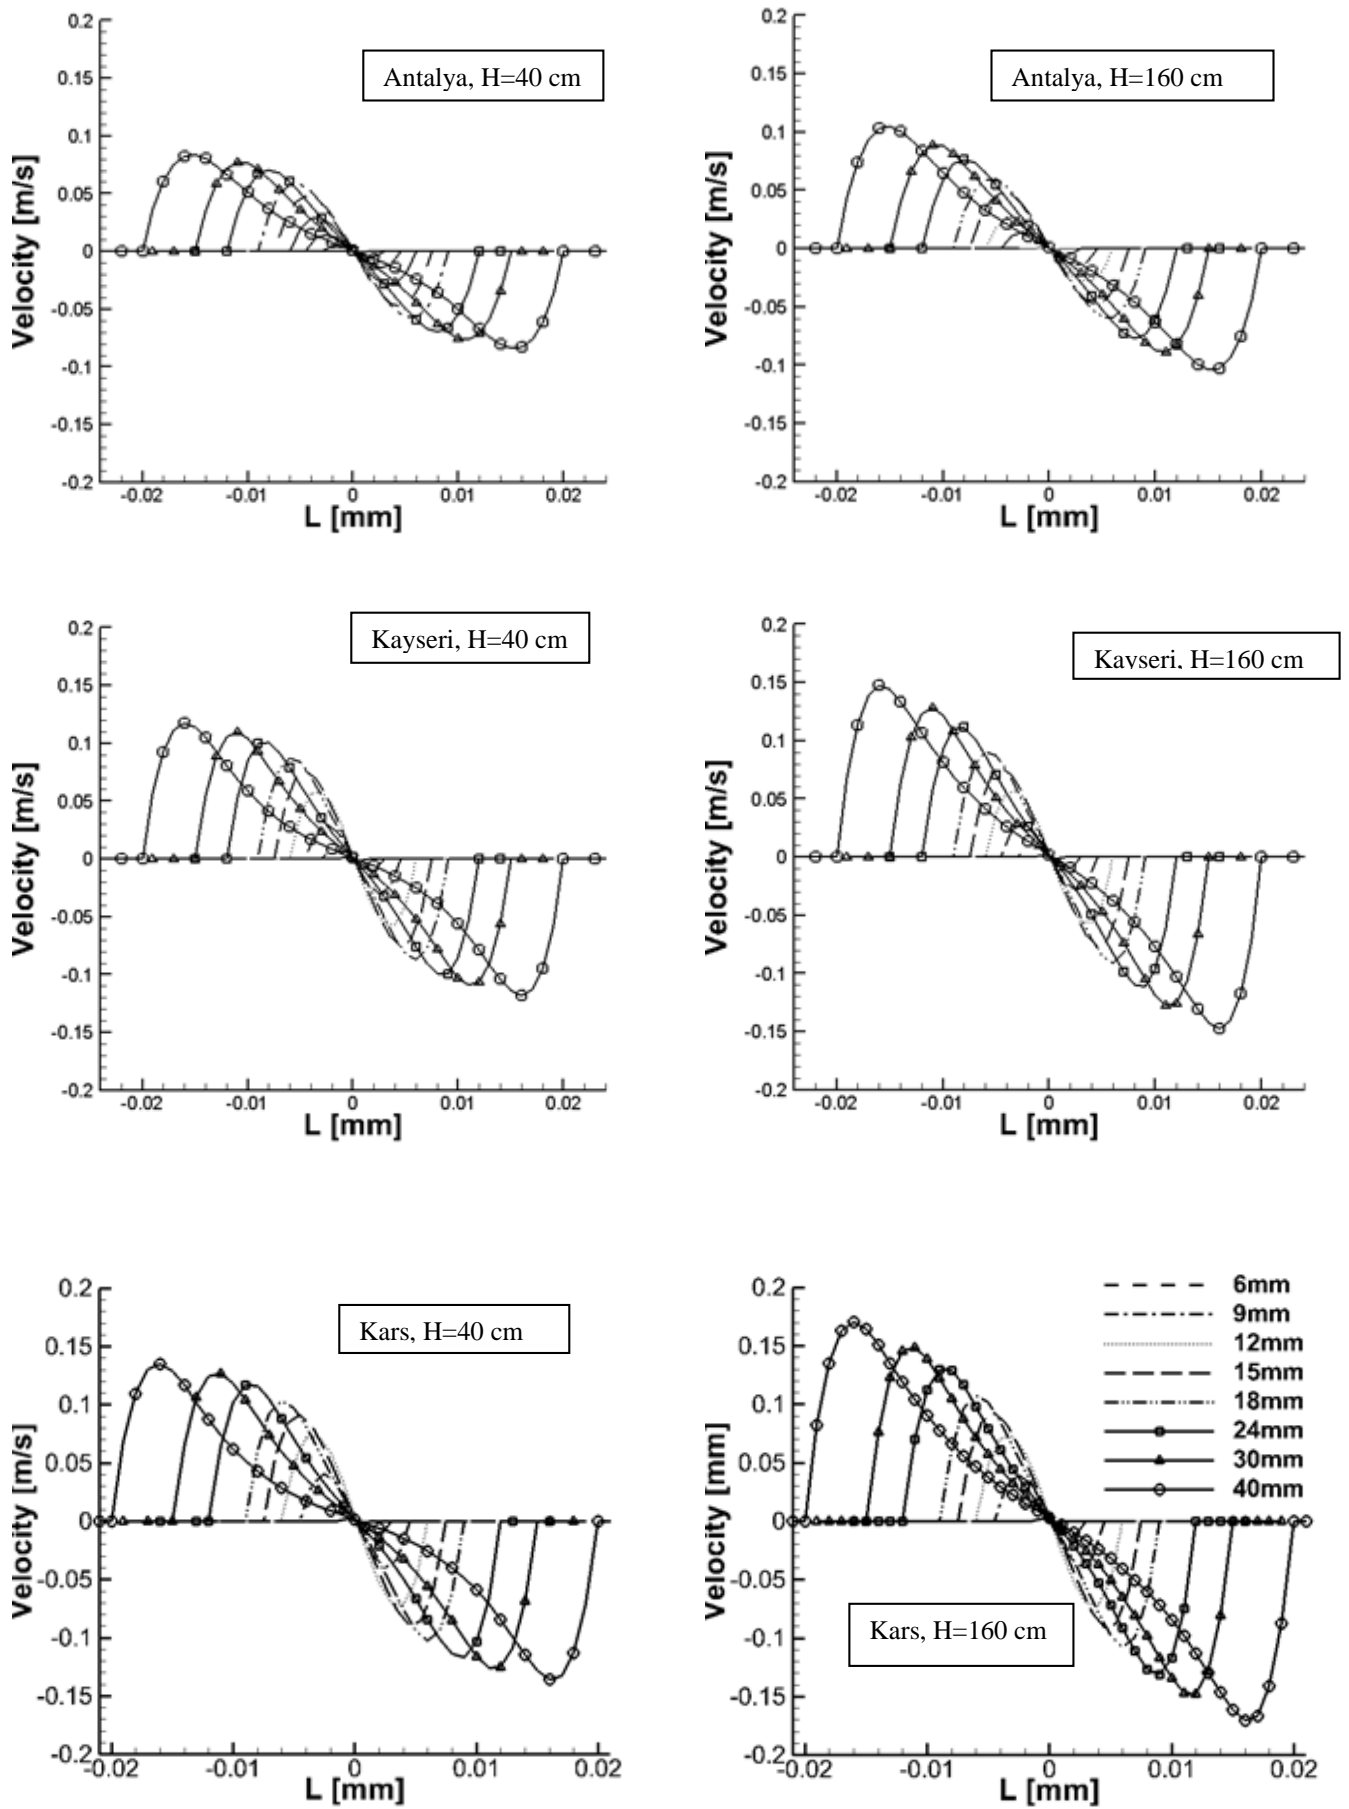 0.2
0.15
0.1
0.05
0
-0.05
-0.1
-0.15
-0.2
Velocity [m/s]
Antalya, H=40 cm
-0.02 -0.01 0 0.01 0.02
L [mm]
0.2
0.15
0.1
0.05
0
-0.05
-0.1
-0.15
-0.2
Velocity [m/s]
Antalya, H=160 cm
-0.02 -0.01 0 0.01 0.02
L [mm]
0.2
0.15
0.1
0.05
0
-0.05
-0.1
-0.15
-0.2
Velocity [m/s]
Kayseri, H=40 cm
-0.02 -0.01 0 0.01 0.02
L [mm]
0.2
0.15
0.1
0.05
0
-0.05
-0.1
-0.15
-0.2
Velocity [m/s]
Kayseri, H=160 cm
-0.02 -0.01 0 0.01 0.02
L [mm]
0.2
0.15
0.1
0.05
0
-0.05
-0.1
-0.15
-0.2
Velocity [m/s]
Kars, H=40 cm
-0.02 -0.01 0 0.01 0.02
L [mm]
0.2
0.15
0.1
0.05
0
-0.05
-0.1
-0.15
-0.2
Velocity [mm]
6mm
9mm
12mm
15mm
18mm
24mm
30mm
40mm
Kars, H=160 cm
-0.02 -0.01 0 0.01 0.02
L [mm]